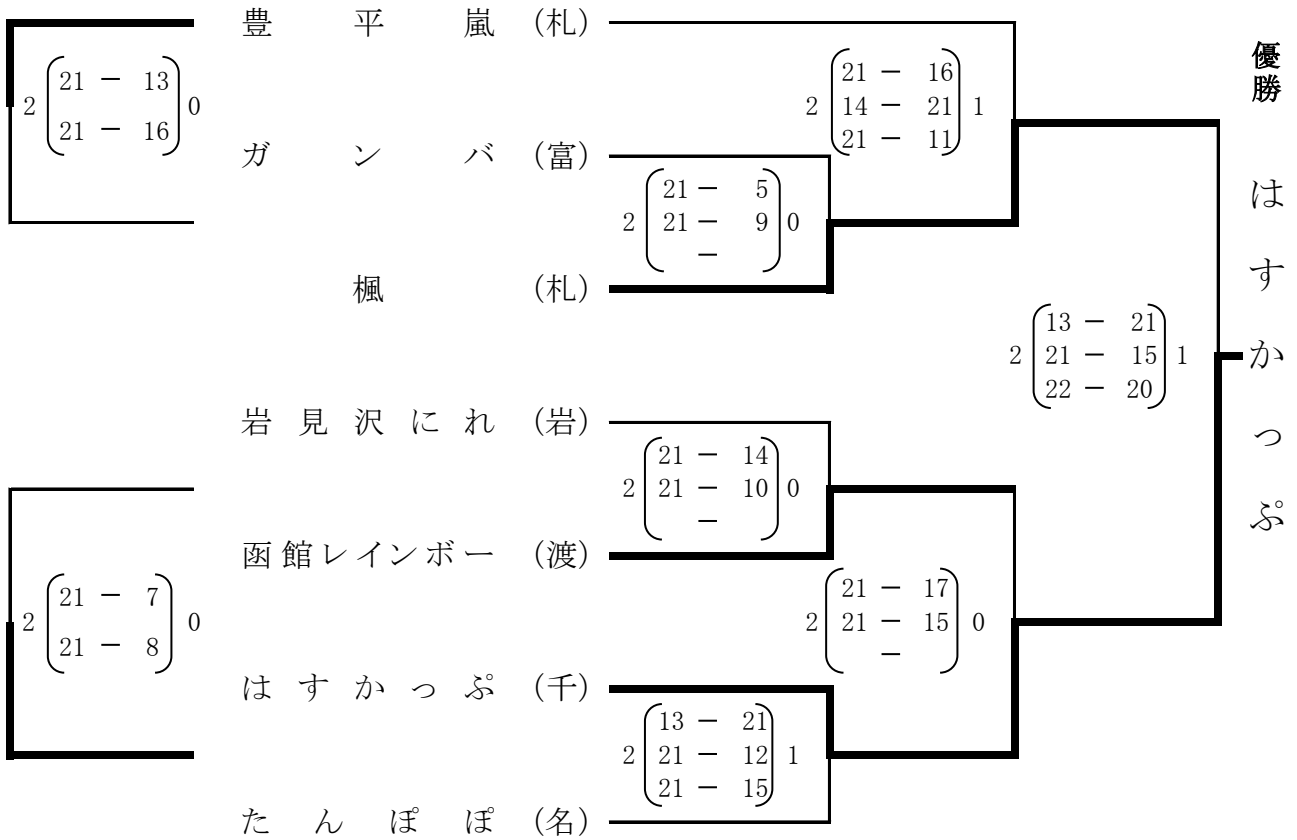 豊平嵐 (札)
2 21 － 13 0
21 － 16
2 21 － 16 1
14 － 21
21 － 11
優勝
はすかっぷ
ガンバ (富)
2 21 － 5 0
21 － 9
－
楓 (札)
2 13 － 21 1
21 － 15
22 － 20
岩見沢にれ (岩)
2 21 － 14 0
21 － 10
－
函館レインボー (渡)
2 21 － 7 0
21 － 8
2 21 － 17 0
21 － 15
－
はすかっぷ (千)
2 13 － 21 1
21 － 12
21 － 15
たんぽぽ (名)